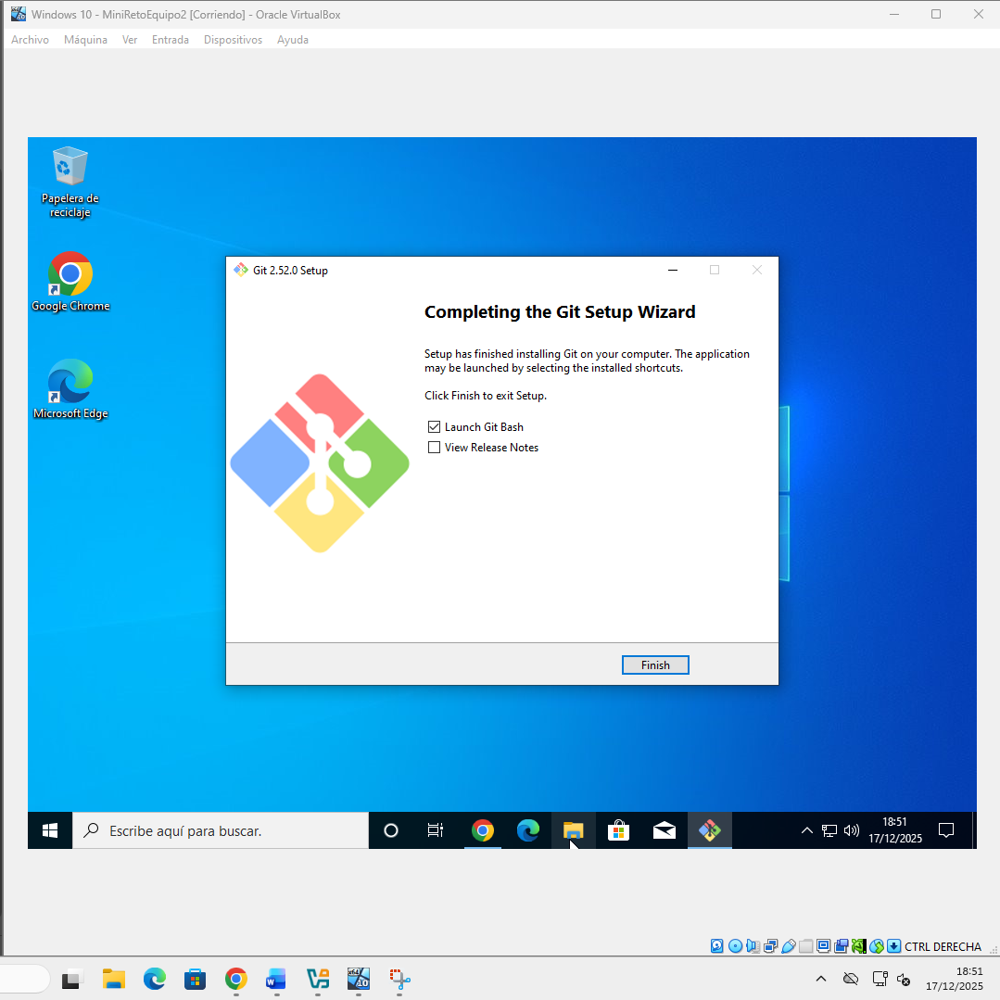 Windows 10 - MiniRetoEquipo2 [Corriendo] - Oracle VirtualBox
Archivo Máquina Ver Entrada Dispositivos Ayuda
Papelera de
reciclaje
Google Chrome
Microsoft Edge
Git 2.52.0 Setup
Completing the Git Setup Wizard
Setup has finished installing Git on your computer. The application
may be launched by selecting the installed shortcuts.
Click Finish to exit Setup.
Launch Git Bash
View Release Notes
Finish
Escribe aquí para buscar.
18:51
17/12/2025
CTRL DERECHA
18:51
17/12/2025